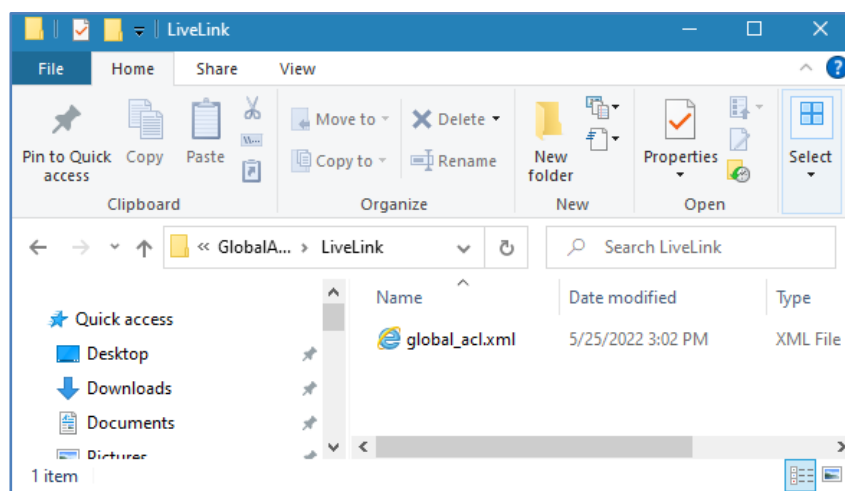 LiveLink
File Home Share View
Pin to Quick access Copy Paste
Move to Copy to Delete Rename
New folder
Properties
Select
Clipboard Organize New Open
« GlobalA... › LiveLink
Search LiveLink
Name Date modified Type
Quick access
global_acl.xml 5/25/2022 3:02 PM XML File
Desktop
Downloads
Documents
Pictures
1 item